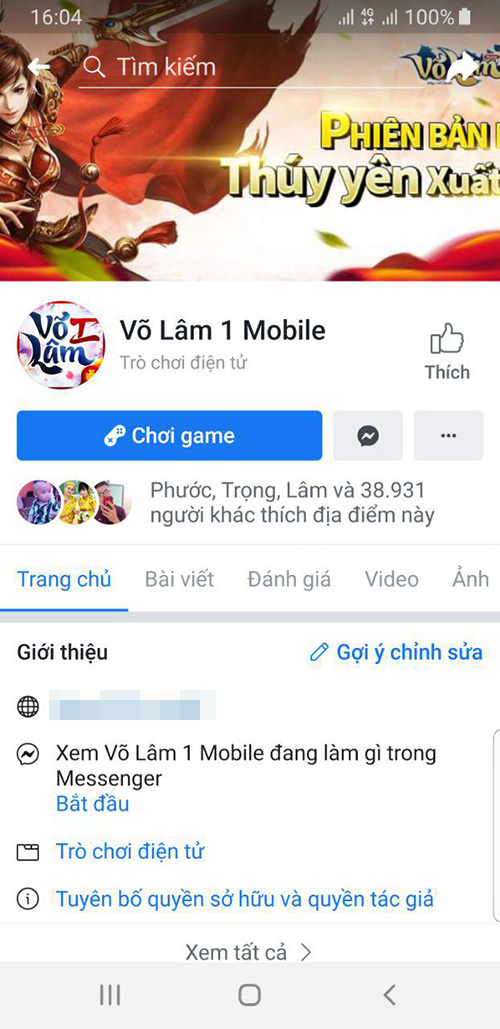 16:04
4G
100%
Tìm kiếm
Võ Lâm
PHIÊN BẢN
Thúy yên Xuất
Võ Lâm I
Võ Lâm 1 Mobile
Trò chơi điện tử
Thích
Chơi game
Phước, Trọng, Lâm và 38.931
người khác thích địa điểm này
Trang chủ
Bài viết
Đánh giá
Video
Ảnh
Giới thiệu
Gợi ý chỉnh sửa
Xem Võ Lâm 1 Mobile đang làm gì trong
Messenger
Bắt đầu
Trò chơi điện tử
Tuyên bố quyền sở hữu và quyền tác giả
Xem tất cả